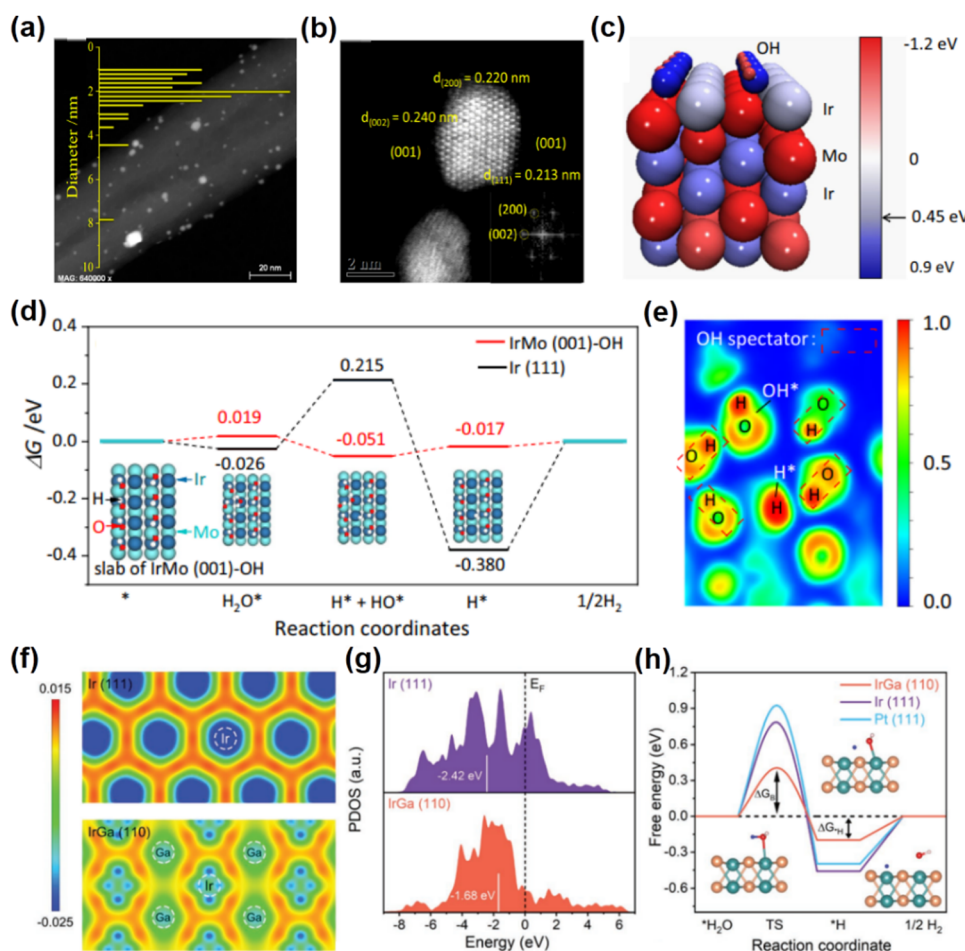 (a)
Diameter /nm
0
2
4
6
8
10
MAG: 640000 x
20 nm
(b)
d(200) = 0.220 nm
d(002) = 0.240 nm
(001)
(001)
d(111) = 0.213 nm
(200)
(002)
2 nm
(c)
OH
Ir
Mo
Ir
-1.2 eV
0
0.45 eV
0.9 eV
(d)
ΔG /eV
0.4
0.2
0.0
-0.2
-0.4
IrMo (001)-OH
Ir (111)
0.215
0.019
-0.026
-0.051
-0.017
-0.380
H
O
Ir
Mo
slab of IrMo (001)-OH
*
H2O*
H* + HO*
H*
1/2H2
Reaction coordinates
(e)
OH spectator:
OH*
H
O
H
O
O
H
H*
H
O
H
O
H
1.0
0.5
0.0
(f)
0.015
-0.025
Ir (111)
Ir
IrGa (110)
Ga
Ga
Ir
Ga
Ga
(g)
PDOS (a.u.)
Ir (111)
EF
-2.42 eV
IrGa (110)
-1.68 eV
-8 -6 -4 -2 0 2 4 6
Energy (eV)
(h)
Free energy (eV)
1.2
0.9
0.6
0.3
0.0
-0.3
-0.6
IrGa (110)
Ir (111)
Pt (111)
ΔGB
ΔG*H
*H2O
TS
*H
1/2 H2
Reaction coordinate